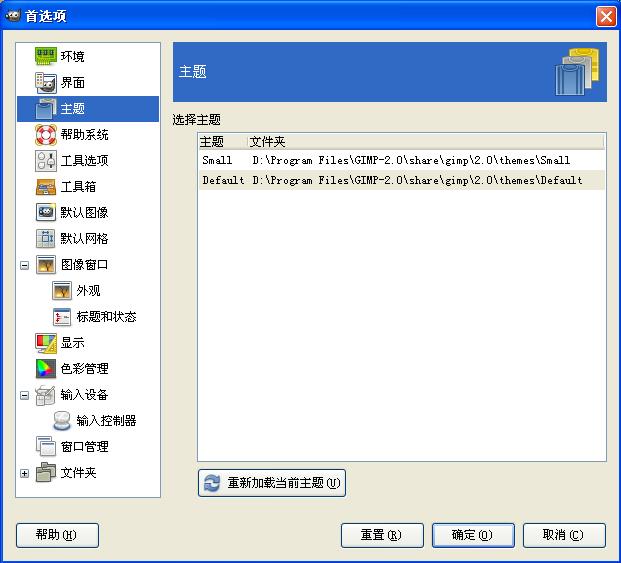 首选项
环境
界面
主题
帮助系统
工具选项
工具箱
默认图像
默认网格
图像窗口
外观
标题和状态
显示
色彩管理
输入设备
输入控制器
窗口管理
文件夹
主题
选择主题
主题 文件夹
Small D:\Program Files\GIMP-2.0\share\gimp\2.0\themes\Small
Default D:\Program Files\GIMP-2.0\share\gimp\2.0\themes\Default
重新加载当前主题(U)
帮助(H) 重置(R) 确定(O) 取消(C)